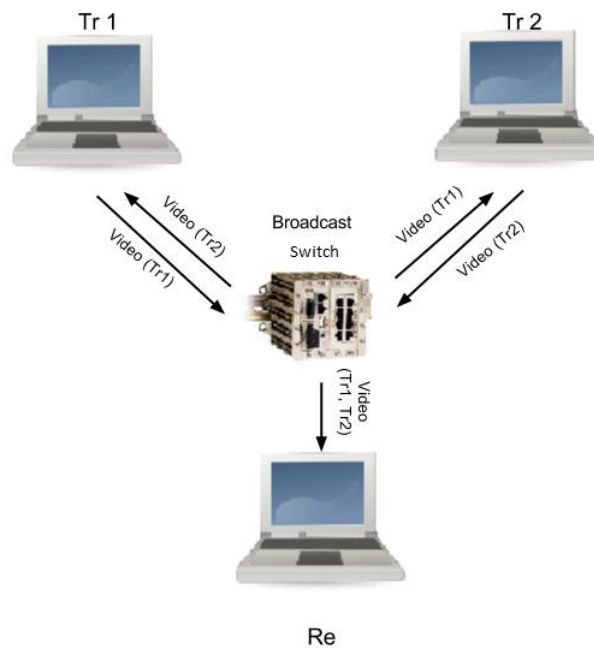 Tr 1
Tr 2
Video (Tr2)
Video (Tr1)
Broadcast
Switch
Video (Tr1)
Video (Tr2)
Video
(Tr1, Tr2)
Re